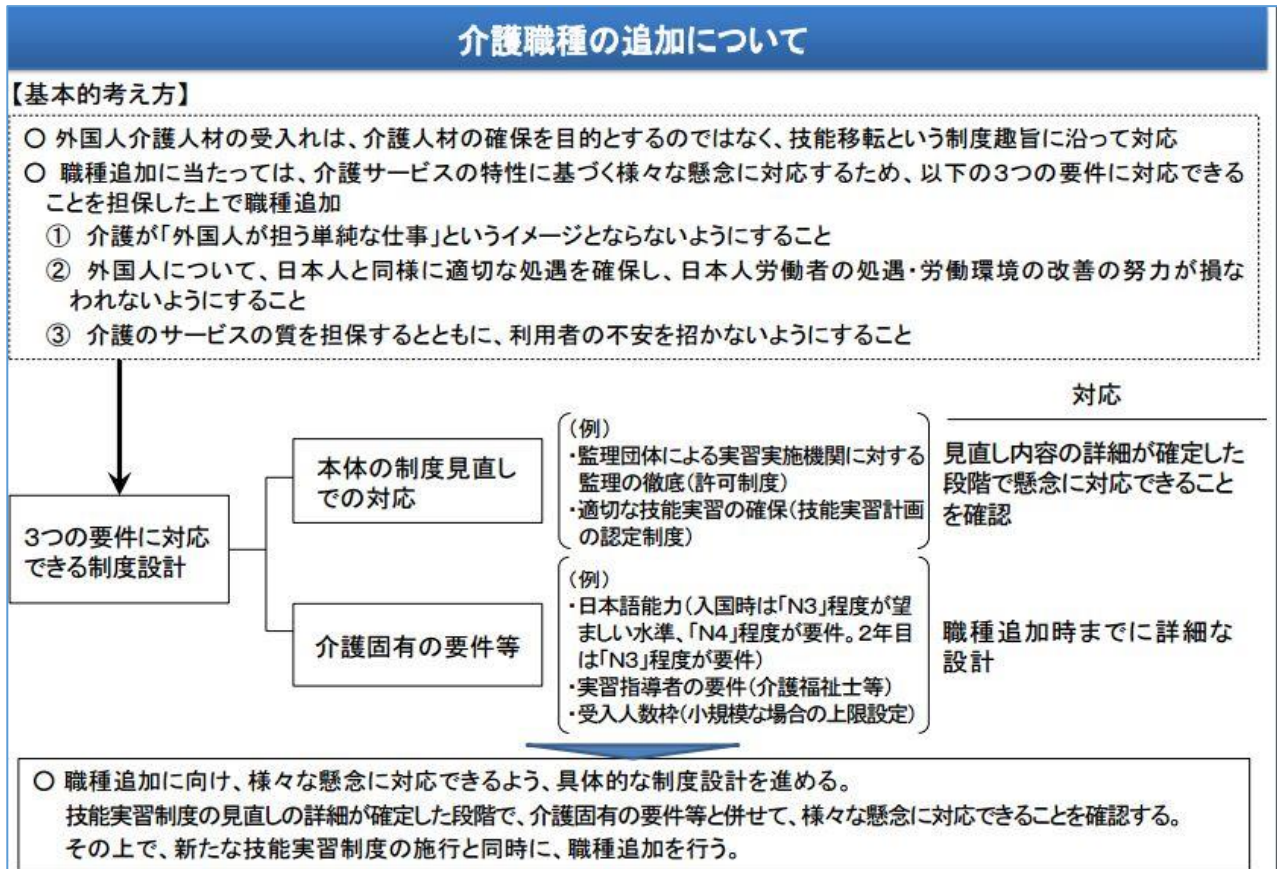 介護職種の追加について
【基本的考え方】
○ 外国人介護人材の受入れは、介護人材の確保を目的とするのではなく、技能移転という制度趣旨に沿って対応
○ 職種追加に当たっては、介護サービスの特性に基づく様々な懸念に対応するため、以下の3つの要件に対応できる
ことを担保した上で職種追加
① 介護が「外国人が担う単純な仕事」というイメージとならないようにすること
② 外国人について、日本人と同様に適切な処遇を確保し、日本人労働者の処遇・労働環境の改善の努力が損な
われないようにすること
③ 介護のサービスの質を担保するとともに、利用者の不安を招かないようにすること
対応
3つの要件に対応
できる制度設計
本体の制度見直し
での対応
(例)
・監理団体による実習実施機関に対する
監理の徹底(許可制度)
・適切な技能実習の確保(技能実習計画
の認定制度)
見直し内容の詳細が確定した
段階で懸念に対応できること
を確認
介護固有の要件等
(例)
・日本語能力(入国時は「N3」程度が望
ましい水準、「N4」程度が要件。2年目
は「N3」程度が要件)
・実習指導者の要件(介護福祉士等)
・受入人数枠(小規模な場合の上限設定)
職種追加時までに詳細な
設計
○ 職種追加に向け、様々な懸念に対応できるよう、具体的な制度設計を進める。
技能実習制度の見直しの詳細が確定した段階で、介護固有の要件等と併せて、様々な懸念に対応できることを確認する。
その上で、新たな技能実習制度の施行と同時に、職種追加を行う。